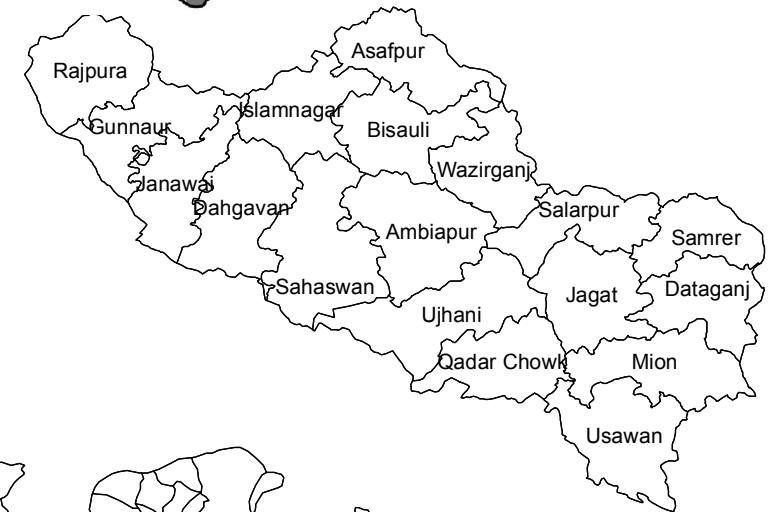 Asafpur
Rajpura
Islamnagar
Gunnaur
Bisauli
Wazirganj
Janawai
Dahgavan
Salarpur
Ambiapur
Samrer
Sahaswan
Dataganj
Jagat
Ujhani
Qadar Chowk
Mion
Usawan